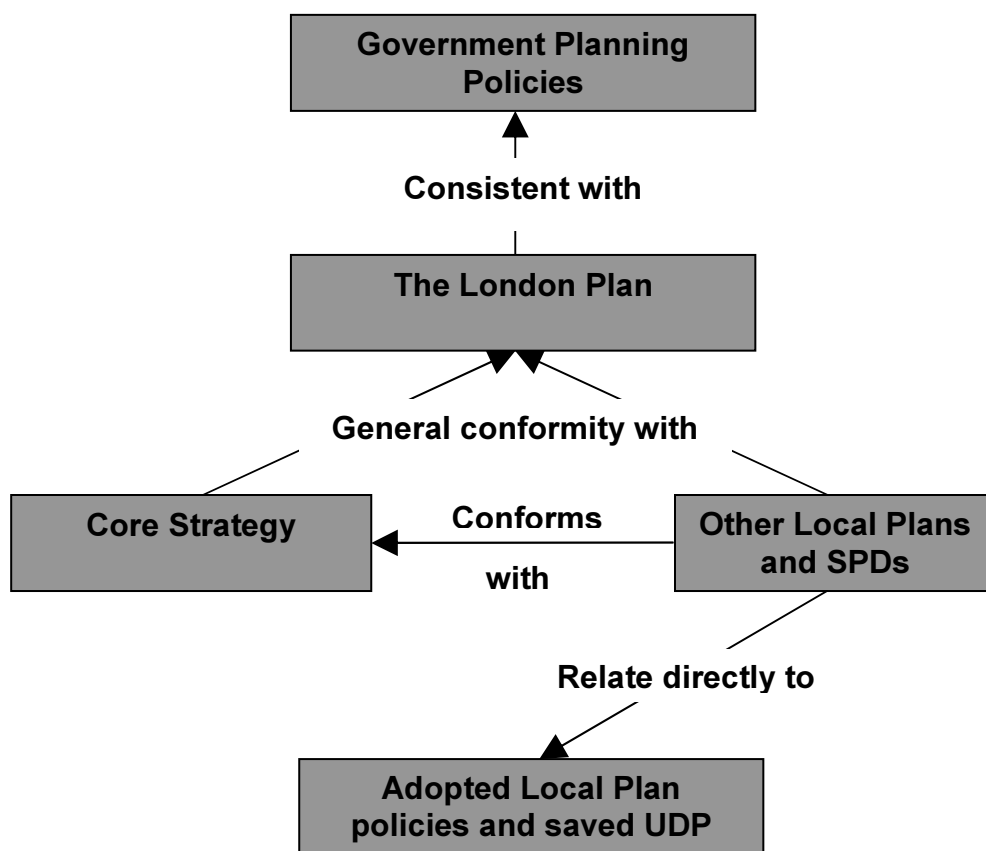 Government Planning
Policies
Consistent with
The London Plan
General conformity with
Core Strategy
Conforms
with
Other Local Plans
and SPDs
Relate directly to
Adopted Local Plan
policies and saved UDP